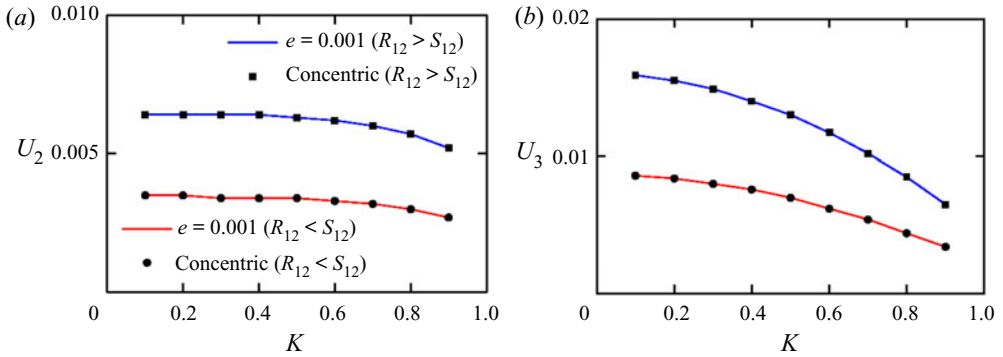 (a)
0.010
e = 0.001 (R12 > S12)
Concentric (R12 > S12)
U2
0.005
e = 0.001 (R12 < S12)
Concentric (R12 < S12)
0 0.2 0.4 0.6 0.8 1.0
K
(b)
0.02
U3
0.01
0 0.2 0.4 0.6 0.8 1.0
K